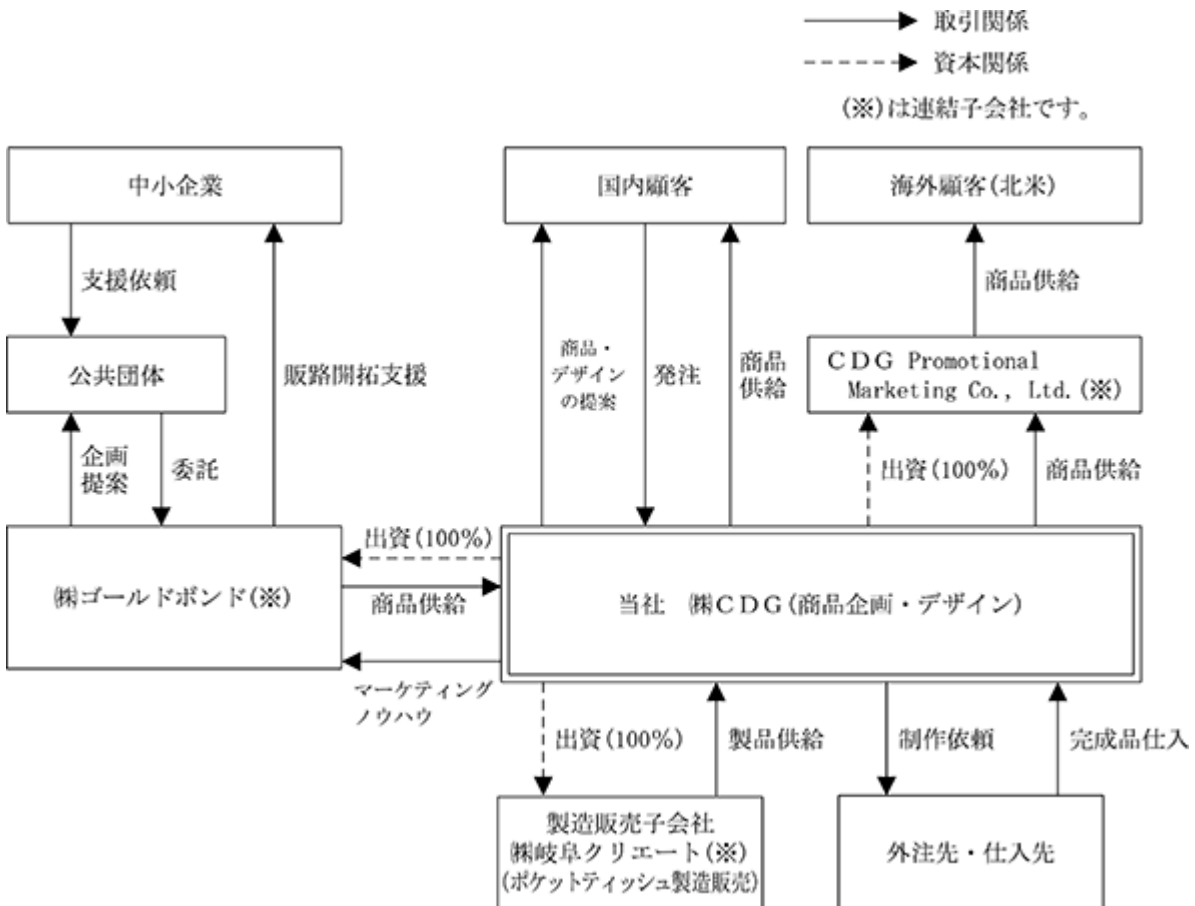 取引関係
資本関係
(※)は連結子会社です。
中小企業
国内顧客
海外顧客(北米)
支援依頼
公共団体
販路開拓支援
企画
提案
委託
商品・
デザイン
の提案
発注
商品
供給
商品供給
CDG Promotional
Marketing Co., Ltd.(※)
出資(100%)
商品供給
㈱ゴールドボンド(※)
出資(100%)
商品供給
マーケティング
ノウハウ
当社 ㈱CDG(商品企画・デザイン)
出資(100%)
製品供給
制作依頼
完成品仕入
製造販売子会社
㈱岐阜クリエート(※)
(ポケットティッシュ製造販売)
外注先・仕入先